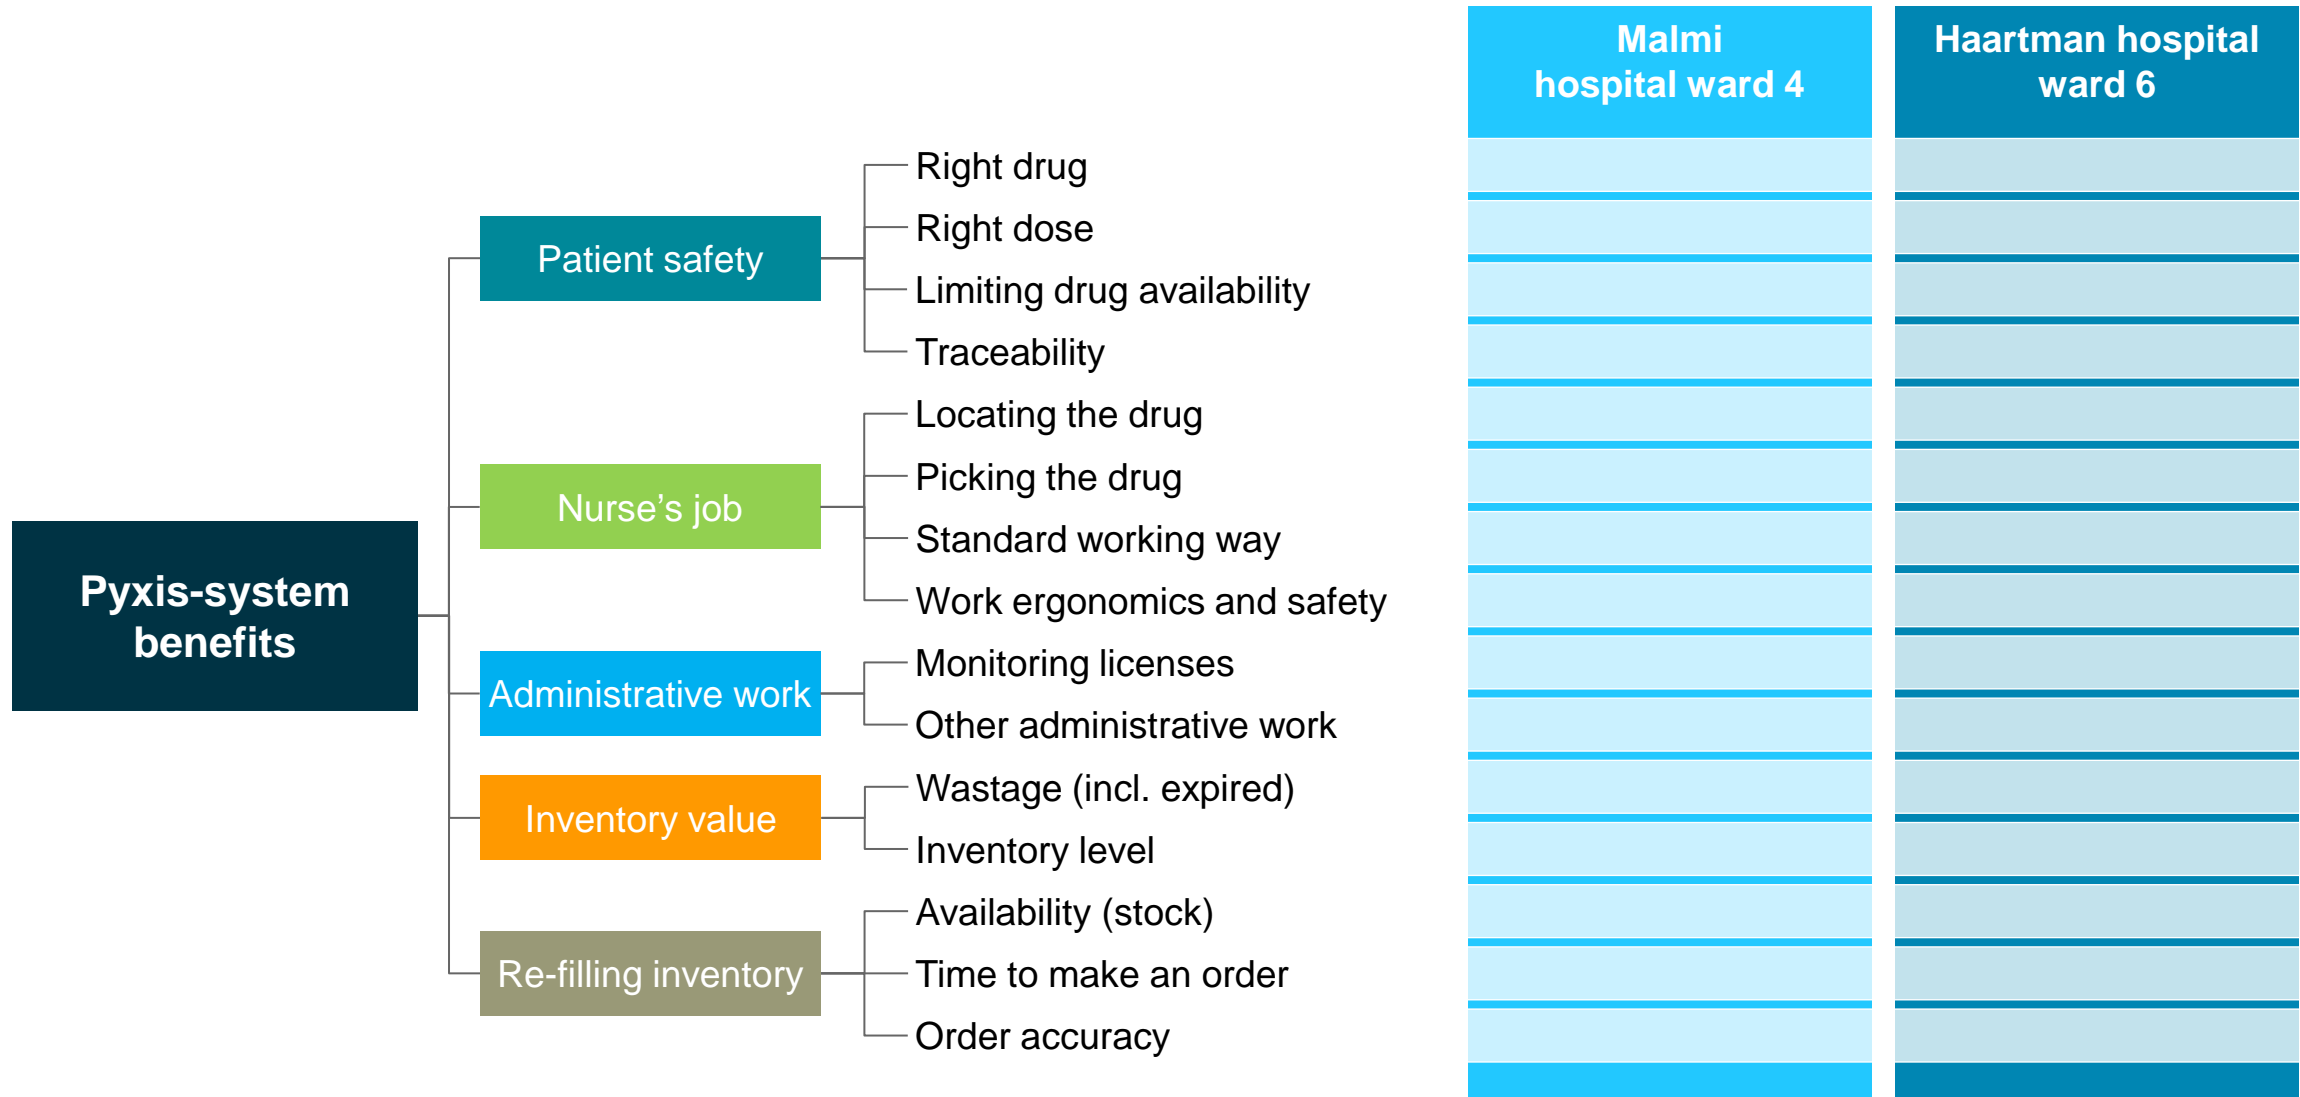 Malmi
hospital ward 4
Haartman hospital
ward 6
Pyxis-system
benefits
Patient safety
Right drug
Right dose
Limiting drug availability
Traceability
Nurse’s job
Locating the drug
Picking the drug
Standard working way
Work ergonomics and safety
Administrative work
Monitoring licenses
Other administrative work
Inventory value
Wastage (incl. expired)
Inventory level
Re-filling inventory
Availability (stock)
Time to make an order
Order accuracy